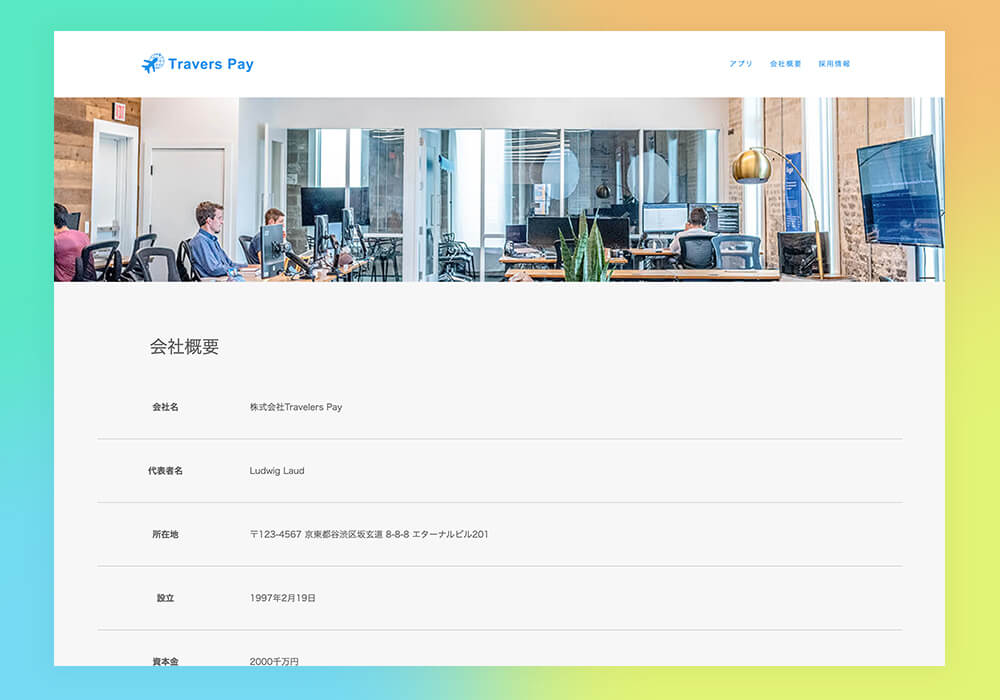 Travers Pay
アプリ 会社概要 採用情報
会社概要
会社名 株式会社Travelers Pay
代表者名 Ludwig Laud
所在地 〒123-4567 京東都谷渋区坂玄道 8-8-8 エターナルビル201
設立 1997年2月19日
資本金 2000千万円